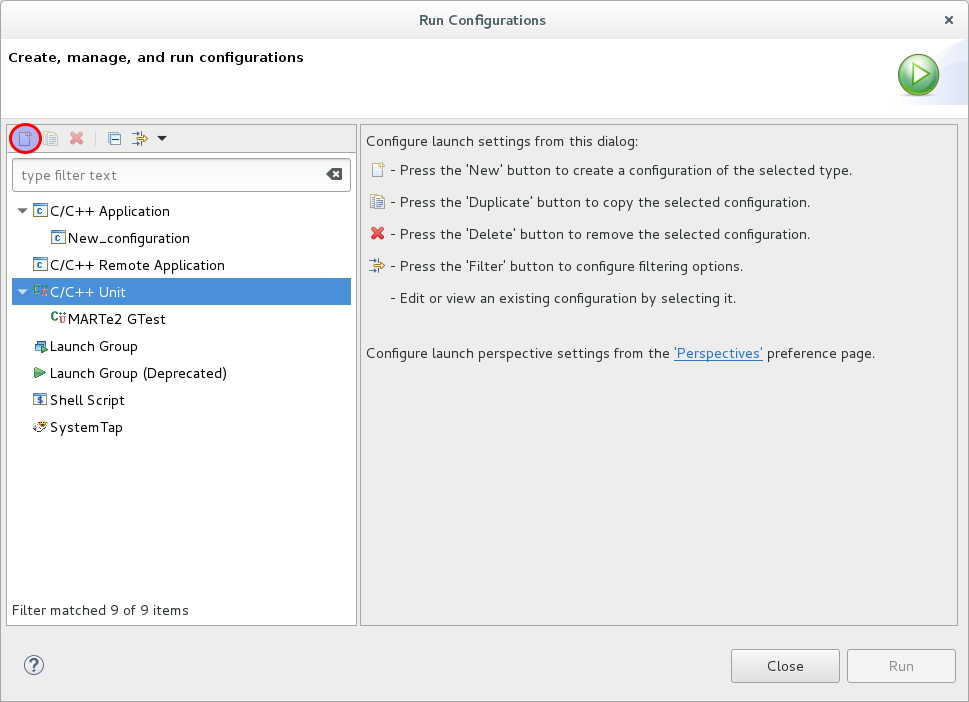 Run Configurations
Create, manage, and run configurations
type filter text
C/C++ Application
New_configuration
C/C++ Remote Application
C/C++ Unit
MARTe2 GTest
Launch Group
Launch Group (Deprecated)
Shell Script
SystemTap
Filter matched 9 of 9 items
Configure launch settings from this dialog:
- Press the 'New' button to create a configuration of the selected type.
- Press the 'Duplicate' button to copy the selected configuration.
- Press the 'Delete' button to remove the selected configuration.
- Press the 'Filter' button to configure filtering options.
- Edit or view an existing configuration by selecting it.
Configure launch perspective settings from the 'Perspectives' preference page.
Close
Run